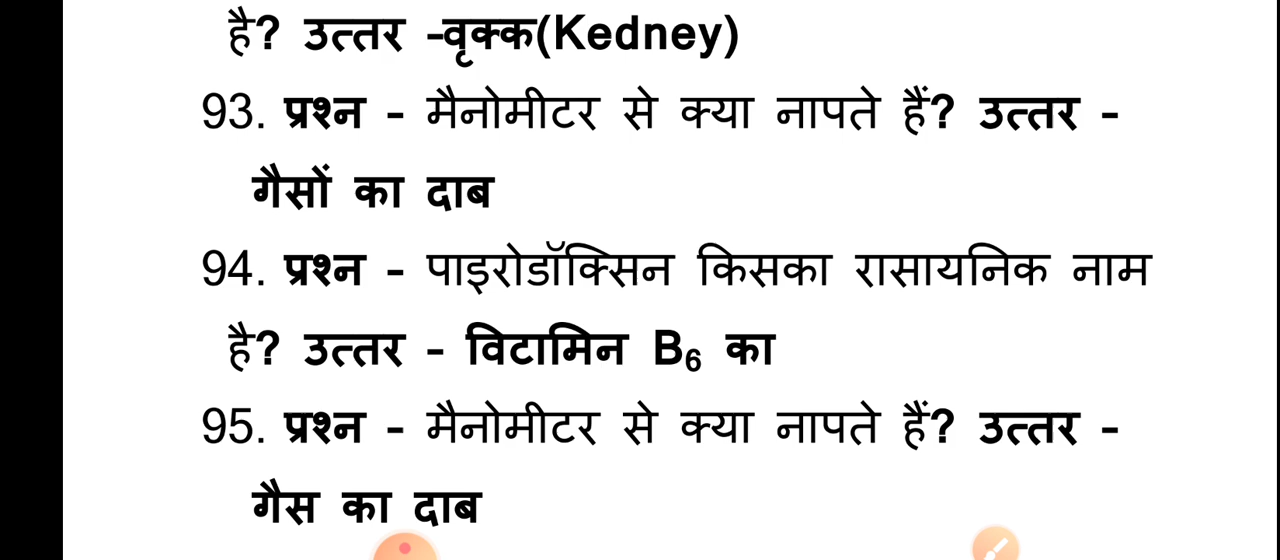 है? उत्तर -वृक्क(Kedney)
93. प्रश्न - मैनोमीटर से क्या नापते हैं? उत्तर -
गैसों का दाब
94. प्रश्न - पाइरोडॉक्सिन किसका रासायनिक नाम
है? उत्तर - विटामिन B₆ का
95. प्रश्न - मैनोमीटर से क्या नापते हैं? उत्तर -
गैस का दाब